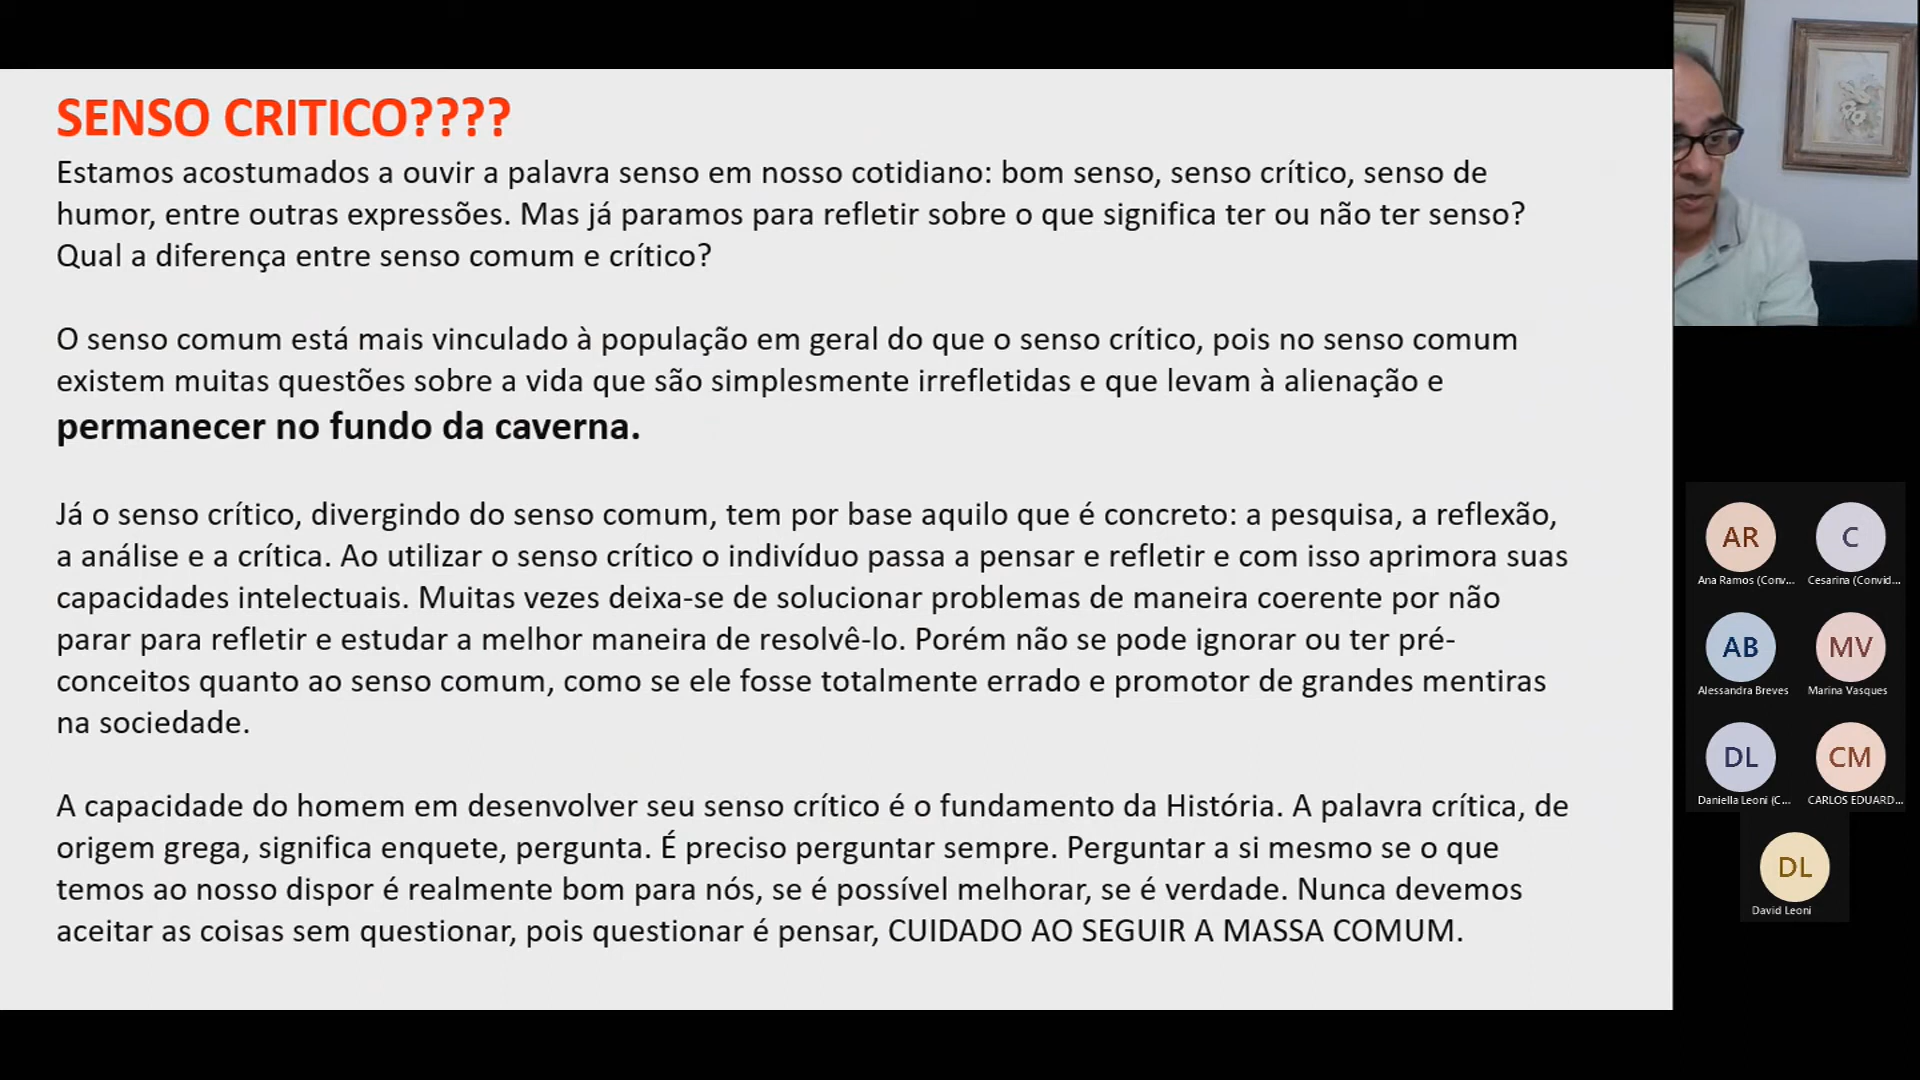 SENSO CRITICO????
Estamos acostumados a ouvir a palavra senso em nosso cotidiano: bom senso, senso crítico, senso de
humor, entre outras expressões. Mas já paramos para refletir sobre o que significa ter ou não ter senso?
Qual a diferença entre senso comum e crítico?
O senso comum está mais vinculado à população em geral do que o senso crítico, pois no senso comum
existem muitas questões sobre a vida que são simplesmente irrefletidas e que levam à alienação e
permanecer no fundo da caverna.
Já o senso crítico, divergindo do senso comum, tem por base aquilo que é concreto: a pesquisa, a reflexão,
a análise e a crítica. Ao utilizar o senso crítico o indivíduo passa a pensar e refletir e com isso aprimora suas
capacidades intelectuais. Muitas vezes deixa-se de solucionar problemas de maneira coerente por não
parar para refletir e estudar a melhor maneira de resolvê-lo. Porém não se pode ignorar ou ter pré-
conceitos quanto ao senso comum, como se ele fosse totalmente errado e promotor de grandes mentiras
na sociedade.
A capacidade do homem em desenvolver seu senso crítico é o fundamento da História. A palavra crítica, de
origem grega, significa enquete, pergunta. É preciso perguntar sempre. Perguntar a si mesmo se o que
temos ao nosso dispor é realmente bom para nós, se é possível melhorar, se é verdade. Nunca devemos
aceitar as coisas sem questionar, pois questionar é pensar, CUIDADO AO SEGUIR A MASSA COMUM.
AR
Ana Ramos (Conv...
C
Cesarina (Convid...
AB
Alessandra Breves
MV
Marina Vasques
DL
Daniella Leoni (C...
CM
CARLOS EDUARD...
DL
David Leoni